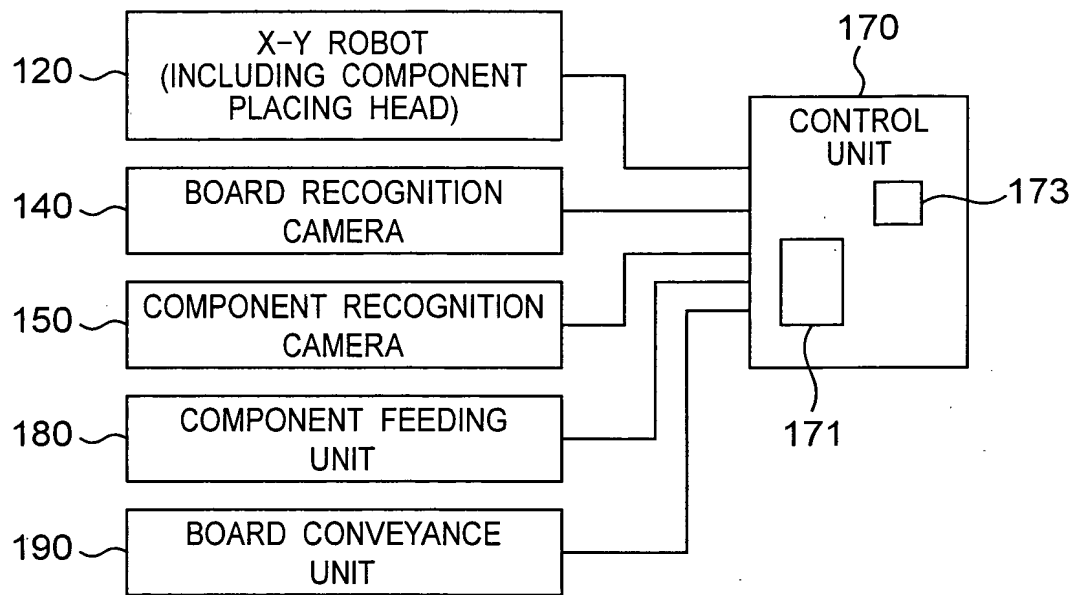 120
X-Y ROBOT
(INCLUDING COMPONENT
PLACING HEAD)
140
BOARD RECOGNITION
CAMERA
150
COMPONENT RECOGNITION
CAMERA
180
COMPONENT FEEDING
UNIT
190
BOARD CONVEYANCE
UNIT
170
CONTROL
UNIT
173
171